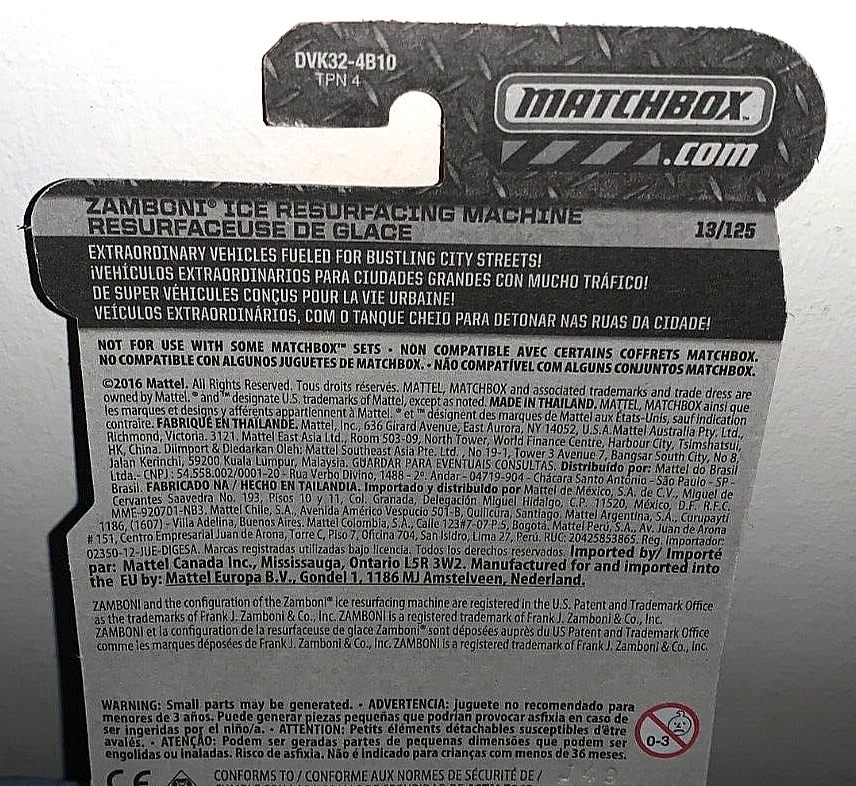 DVK32-4B10
TPN 4
MATCHBOX™
.com
ZAMBONI® ICE RESURFACING MACHINE
RESURFACEUSE DE GLACE
13/125
EXTRAORDINARY VEHICLES FUELED FOR BUSTLING CITY STREETS!
¡VEHÍCULOS EXTRAORDINARIOS PARA CIUDADES GRANDES CON MUCHO TRÁFICO!
DE SUPER VÉHICULES CONÇUS POUR LA VIE URBAINE!
VEÍCULOS EXTRAORDINÁRIOS, COM O TANQUE CHEIO PARA DETONAR NAS RUAS DA CIDADE!
NOT FOR USE WITH SOME MATCHBOX™ SETS • NON COMPATIBLE AVEC CERTAINS COFFRETS MATCHBOX.
NO COMPATIBLE CON ALGUNOS JUGUETES DE MATCHBOX. • NÃO COMPATÍVEL COM ALGUNS CONJUNTOS MATCHBOX.
©2016 Mattel. All Rights Reserved. Tous droits réservés. MATTEL, MATCHBOX and associated trademarks and trade dress are
owned by Mattel. ® and ™ designate U.S. trademarks of Mattel, except as noted. MADE IN THAILAND. MATTEL, MATCHBOX ainsi que
les marques et designs y afférents appartiennent à Mattel. ® et ™ désignent des marques de Mattel aux États-Unis, sauf indication
contraire. FABRIQUÉ EN THAÏLANDE. Mattel, Inc., 636 Girard Avenue, East Aurora, NY 14052, U.S.A. Mattel Australia Pty. Ltd.,
Richmond, Victoria. 3121. Mattel East Asia Ltd., Room 503-09, North Tower, World Finance Centre, Harbour City, Tsimshatsui,
HK, China. Diimport & Diedarkan Oleh: Mattel Southeast Asia Pte. Ltd., No 19-1, Tower 3 Avenue 7, Bangsar South City, No 8,
Jalan Kerinchi, 59200 Kuala Lumpur, Malaysia. GUARDAR PARA EVENTUAIS CONSULTAS. Distribuído por: Mattel do Brasil
Ltda.- CNPJ : 54.558.002/0001-20 - Rua Verbo Divino, 1488 - 2º. Andar - 04719-904 - Chácara Santo Antônio - São Paulo - SP -
Brasil. FABRICADO NA / HECHO EN TAILANDIA. Importado y distribuido por Mattel de México, S.A. de C.V., Miguel de
Cervantes Saavedra No. 193, Pisos 10 y 11, Col. Granada, Delegación Miguel Hidalgo, C.P. 11520, México, D.F. R.F.C.
MME-920701-NB3. Mattel Chile, S.A., Avenida Américo Vespucio 501-B, Quilicura, Santiago. Mattel Argentina, S.A., Curupaytí
1186, (1607) - Villa Adelina, Buenos Aires. Mattel Colombia, S.A., Calle 123#7-07 P.5, Bogotá. Mattel Perú, S.A., Av. Juan de Arona
# 151, Centro Empresarial Juan de Arona, Torre C, Piso 7, Oficina 704, San Isidro, Lima 27, Perú. RUC: 20425853865. Reg. Importador:
02350-12-JUE-DIGESA. Marcas registradas utilizadas bajo licencia. Todos los derechos reservados. Imported by/ Importé
par: Mattel Canada Inc., Mississauga, Ontario L5R 3W2. Manufactured for and imported into
the EU by: Mattel Europa B.V., Gondel 1, 1186 MJ Amstelveen, Nederland.
ZAMBONI and the configuration of the Zamboni® ice resurfacing machine are registered in the U.S. Patent and Trademark Office
as the trademarks of Frank J. Zamboni & Co., Inc. ZAMBONI is a registered trademark of Frank J. Zamboni & Co., Inc.
ZAMBONI et la configuration de la resurfaceuse de glace Zamboni® sont déposées auprès du US Patent and Trademark Office
comme les marques déposées de Frank J. Zamboni & Co., Inc. ZAMBONI is a registered trademark of Frank J. Zamboni & Co., Inc.
WARNING: Small parts may be generated. • ADVERTENCIA: Juguete no recomendado para
menores de 3 años. Puede generar piezas pequeñas que podrían provocar asfixia en caso de
ser ingeridas por el niño/a. • ATTENTION: Petits éléments détachables susceptibles d'être
avalés. • ATENÇÃO: Podem ser geradas partes de pequenas dimensões que podem ser
engolidas ou inaladas. Risco de asfixia. Não é indicado para crianças com menos de 36 meses.
0-3
CE
CONFORMS TO / CONFORME AUX NORMES DE SÉCURITÉ DE /
J49